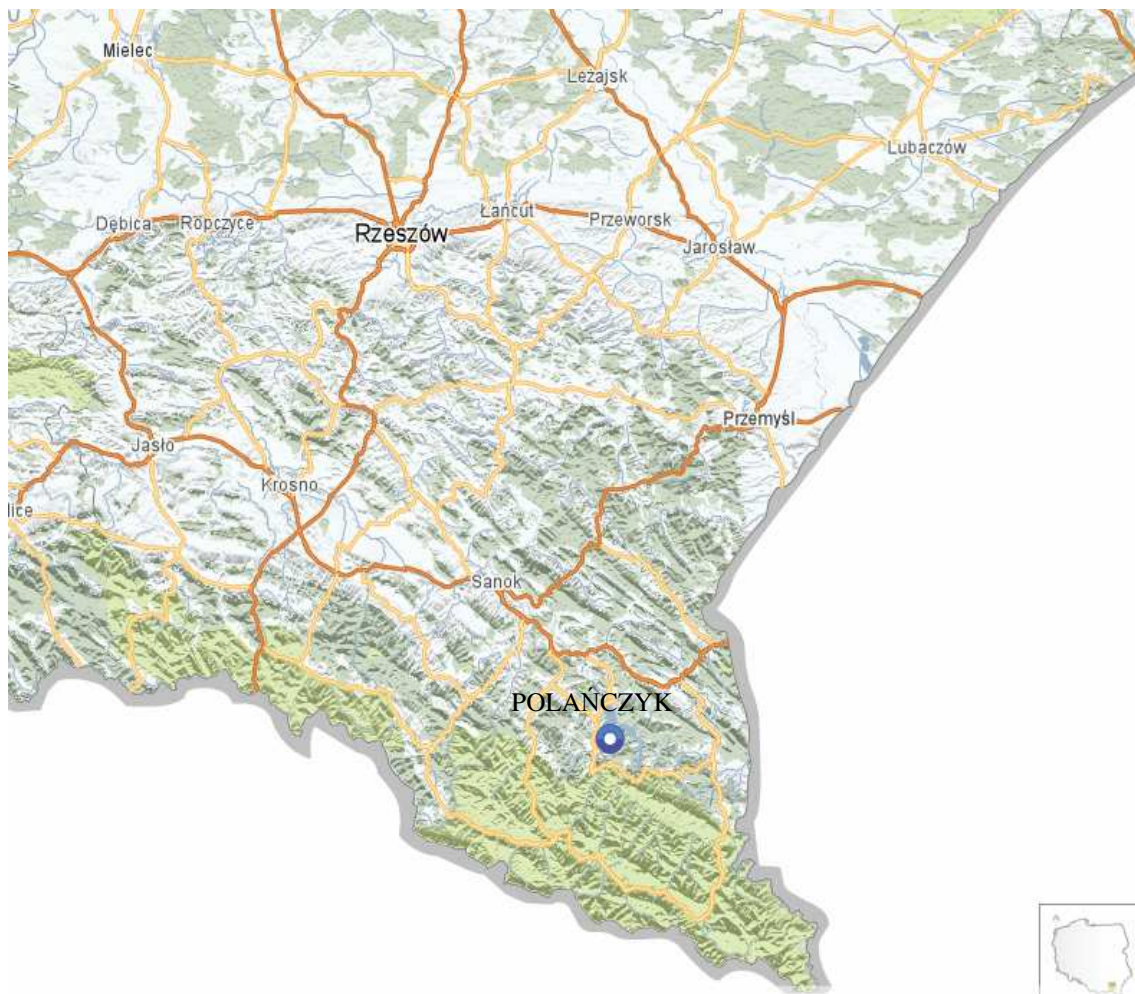 Mielec
Leżajsk
Lubaczów
Dębica
Ropczyce
Łańcut
Przeworsk
Rzeszów
Jarosław
Przemyśl
Jasło
Krosno
lice
Sanok
POLAŃCZYK